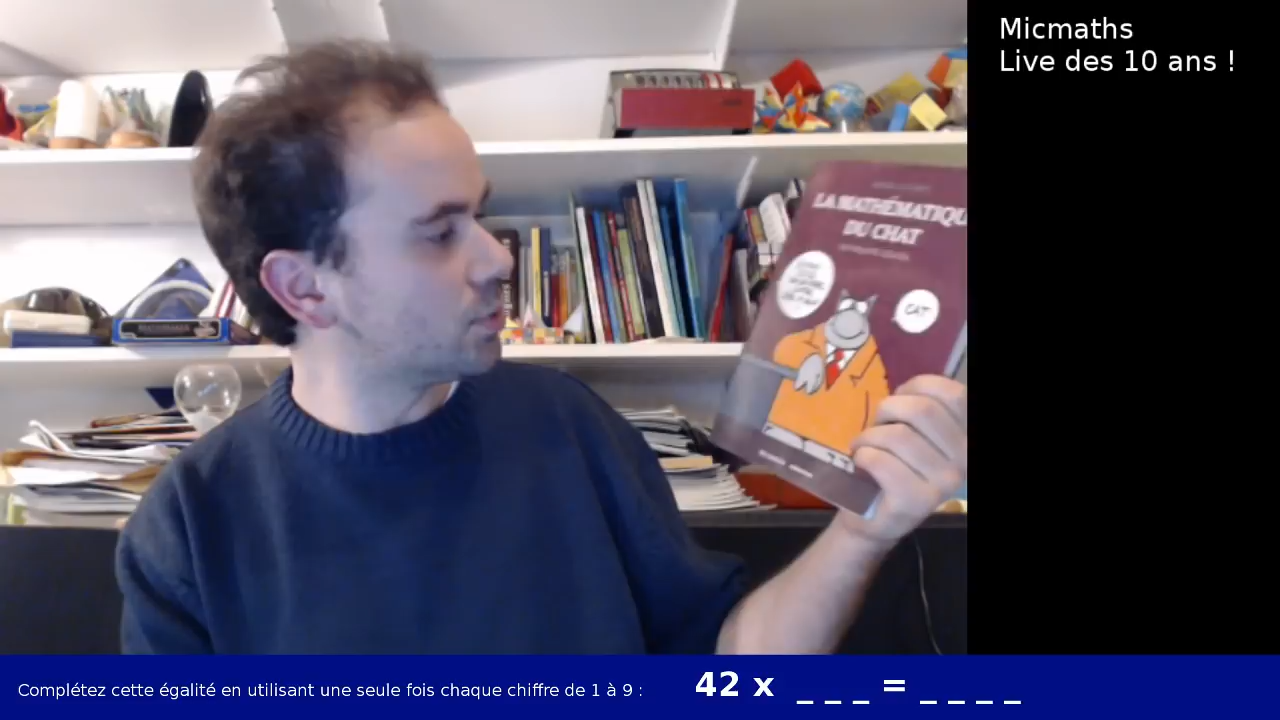 Micmaths
Live des 10 ans !
LA MATHÉMATIQU
DU CHAT
CAT
Complétez cette égalité en utilisant une seule fois chaque chiffre de 1 à 9 : 42 x _ _ _ = _ _ _ _